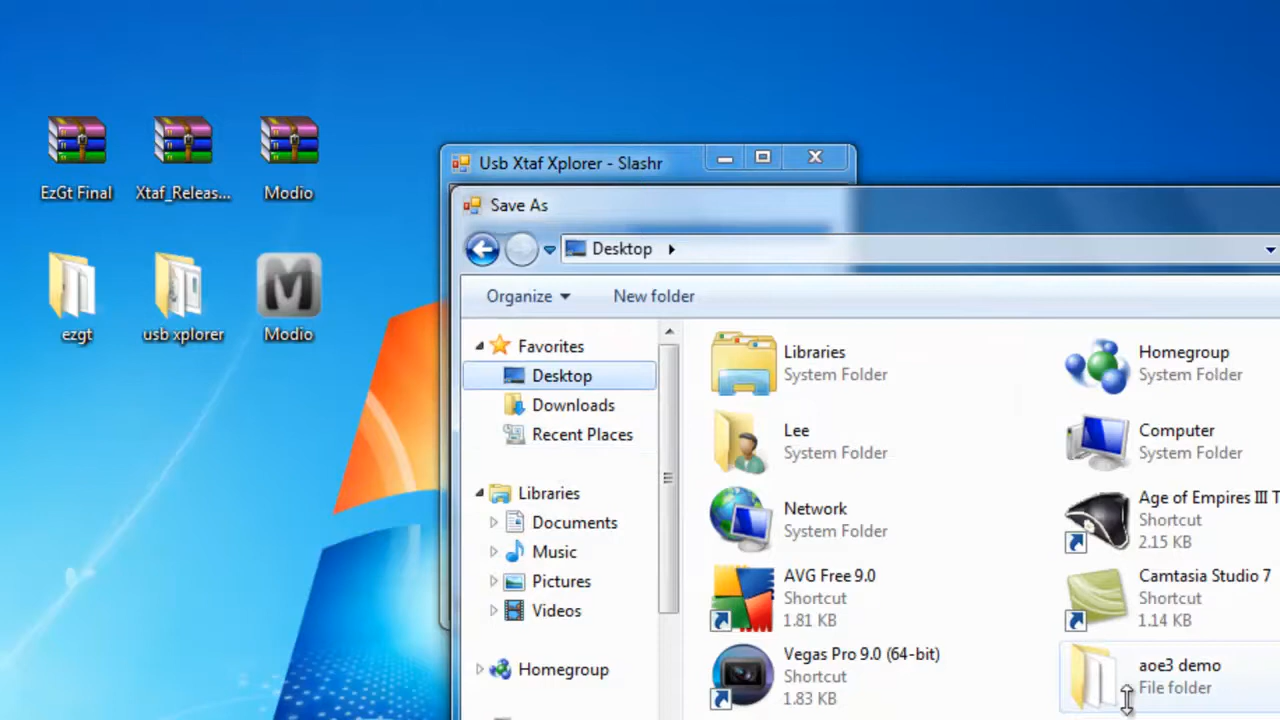 EzGt Final
Xtaf_Releas...
Modio
ezgt
usb xplorer
Modio
Usb Xtaf Xplorer - Slashr
Save As
Desktop
Organize
New folder
Favorites
Desktop
Downloads
Recent Places
Libraries
Documents
Music
Pictures
Videos
Homegroup
Libraries
System Folder
Homegroup
System Folder
Lee
System Folder
Computer
System Folder
Network
System Folder
Age of Empires III T
Shortcut
2.15 KB
AVG Free 9.0
Shortcut
1.81 KB
Camtasia Studio 7
Shortcut
1.14 KB
Vegas Pro 9.0 (64-bit)
Shortcut
1.83 KB
aoe3 demo
File folder